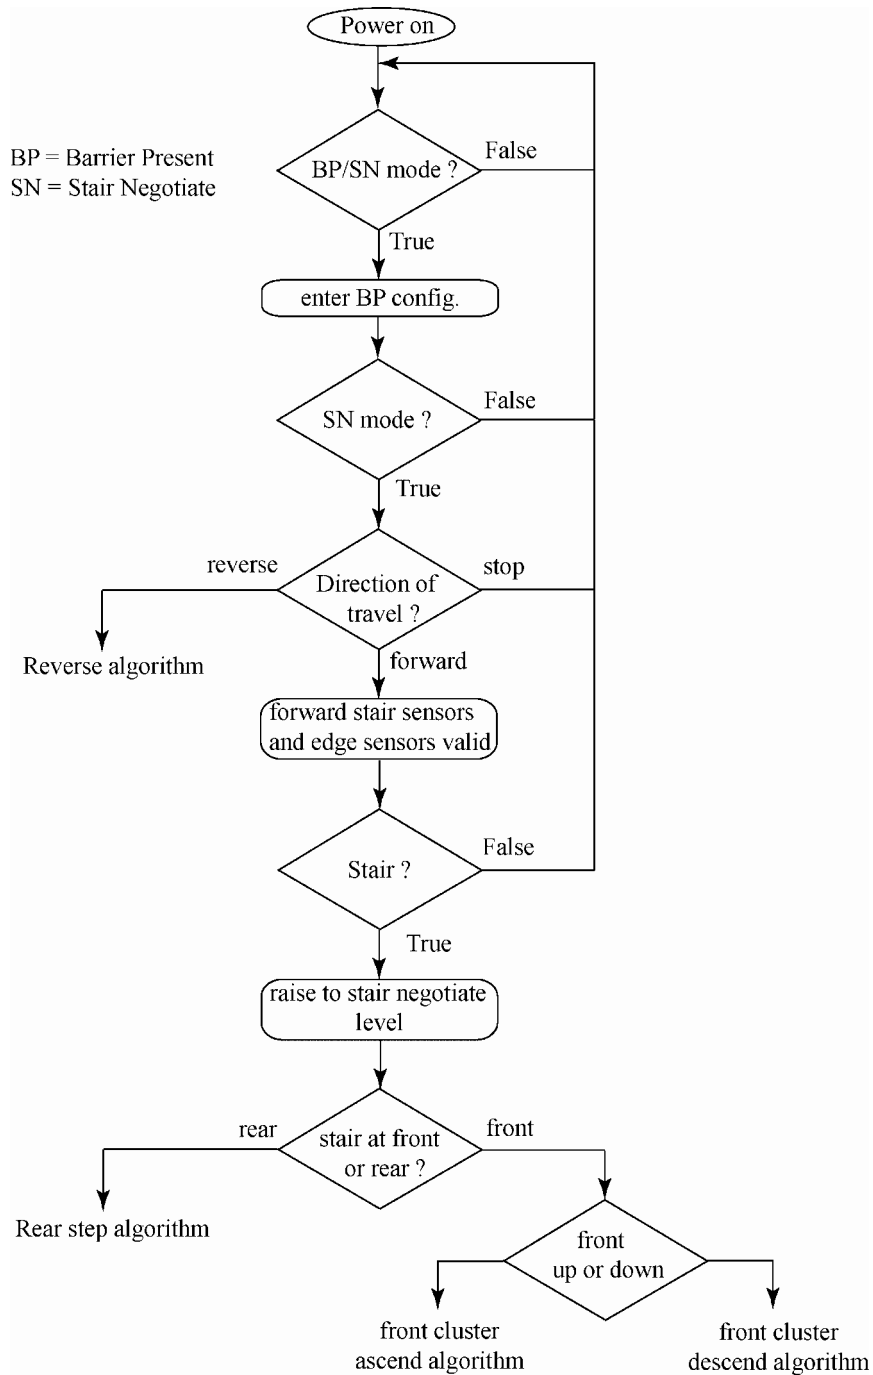 Power on
BP = Barrier Present
SN = Stair Negotiate
BP/SN mode ?
False
True
enter BP config.
SN mode ?
False
True
reverse
Direction of
travel ?
stop
Reverse algorithm
forward
forward stair sensors
and edge sensors valid
Stair ?
False
True
raise to stair negotiate
level
rear
stair at front
or rear ?
front
Rear step algorithm
front
up or down
front cluster
ascend algorithm
front cluster
descend algorithm